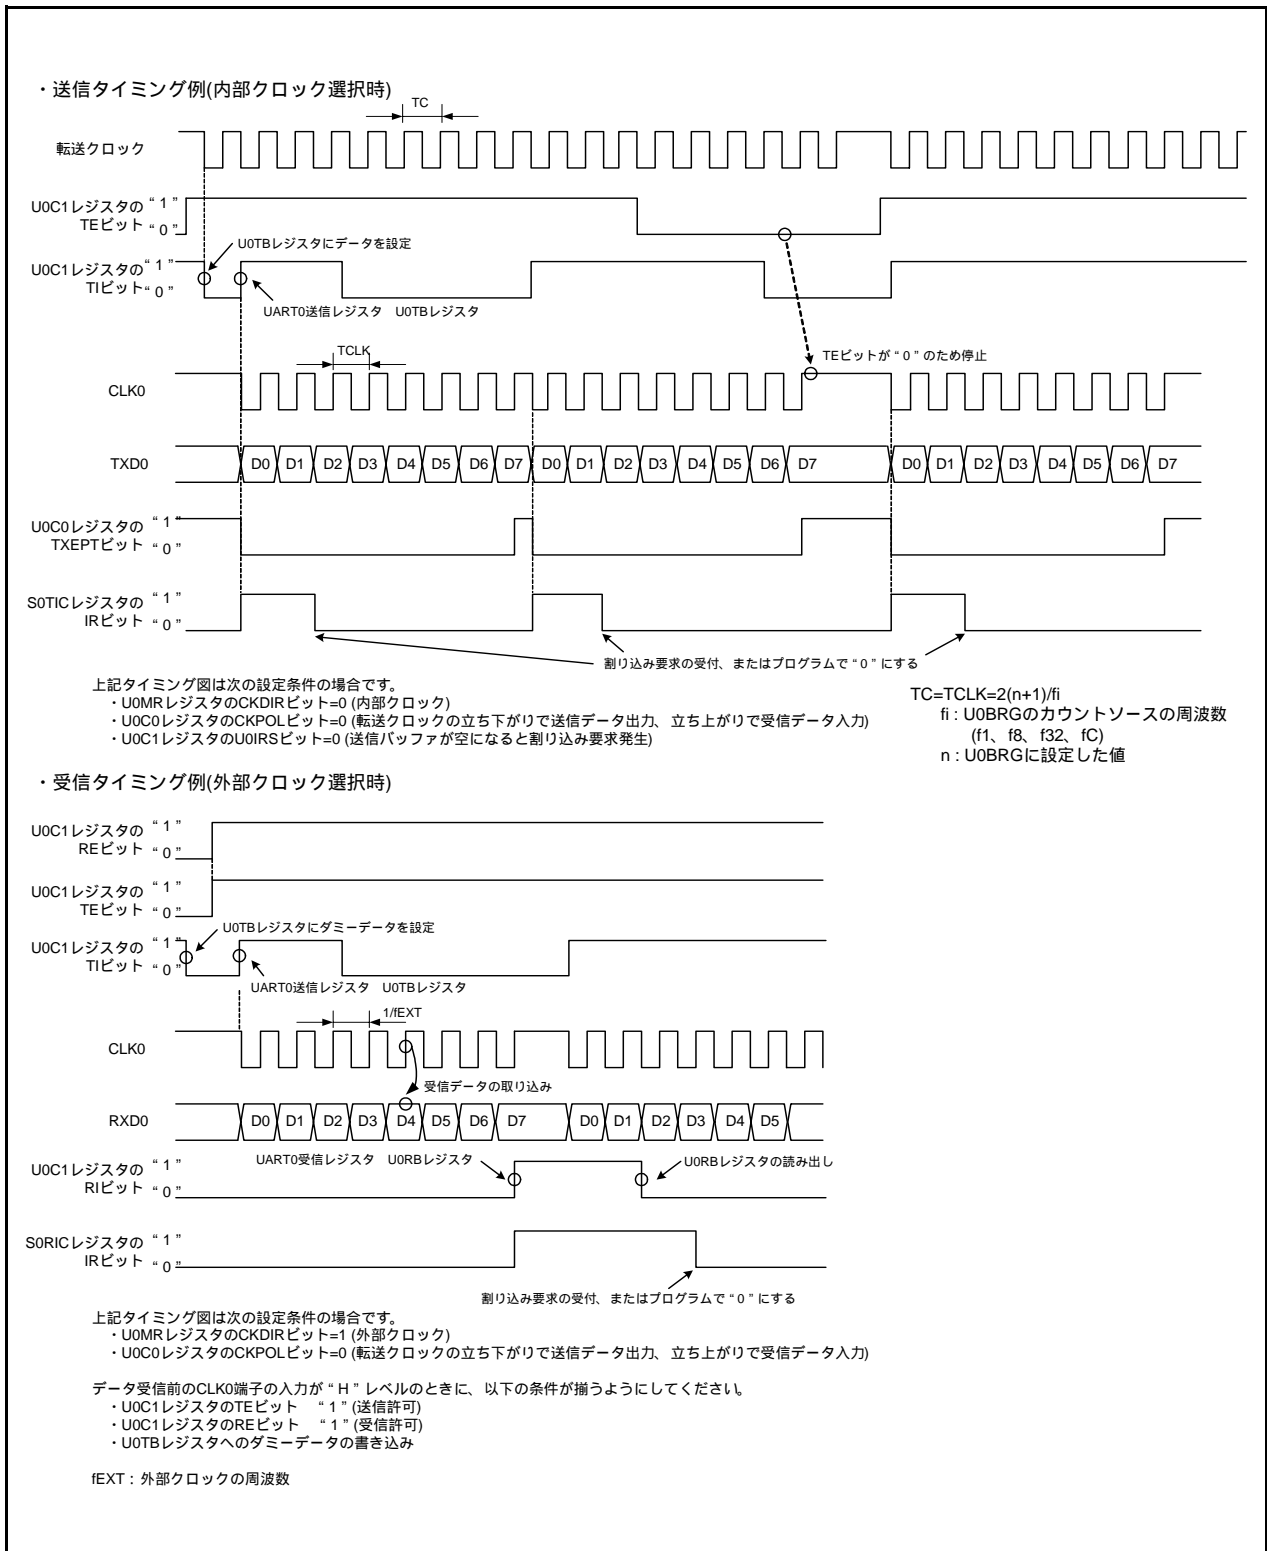 ・送信タイミング例(内部クロック選択時)
TC
転送クロック
U0C1レジスタの “ 1 ”
TEビット “ 0 ”
U0TBレジスタにデータを設定
U0C1レジスタの “ 1 ”
TIビット “ 0 ”
UART0送信レジスタ　U0TBレジスタ
TCLK
TEビットが “ 0 ” のため停止
CLK0
TXD0 D0 D1 D2 D3 D4 D5 D6 D7 D0 D1 D2 D3 D4 D5 D6 D7 D0 D1 D2 D3 D4 D5 D6 D7
U0C0レジスタの “ 1 ”
TXEPTビット “ 0 ”
S0TICレジスタの “ 1 ”
IRビット “ 0 ”
割り込み要求の受付、またはプログラムで “ 0 ” にする
上記タイミング図は次の設定条件の場合です。
・U0MRレジスタのCKDIRビット=0 (内部クロック)
・U0C0レジスタのCKPOLビット=0 (転送クロックの立ち下がりで送信データ出力、立ち上がりで受信データ入力)
・U0C1レジスタのU0IRSビット=0 (送信バッファが空になると割り込み要求発生)
TC=TCLK=2(n+1)/fi
fi : U0BRGのカウントソースの周波数
(f1、f8、f32、fC)
n : U0BRGに設定した値
・受信タイミング例(外部クロック選択時)
U0C1レジスタの “ 1 ”
REビット “ 0 ”
U0C1レジスタの “ 1 ”
TEビット “ 0 ”
U0TBレジスタにダミーデータを設定
U0C1レジスタの “ 1 ”
TIビット “ 0 ”
UART0送信レジスタ　U0TBレジスタ
1/fEXT
CLK0
受信データの取り込み
RXD0 D0 D1 D2 D3 D4 D5 D6 D7 D0 D1 D2 D3 D4 D5
UART0受信レジスタ　U0RBレジスタ
U0RBレジスタの読み出し
U0C1レジスタの “ 1 ”
RIビット “ 0 ”
S0RICレジスタの “ 1 ”
IRビット “ 0 ”
割り込み要求の受付、またはプログラムで “ 0 ” にする
上記タイミング図は次の設定条件の場合です。
・U0MRレジスタのCKDIRビット=1 (外部クロック)
・U0C0レジスタのCKPOLビット=0 (転送クロックの立ち下がりで送信データ出力、立ち上がりで受信データ入力)
データ受信前のCLK0端子の入力が “ H ” レベルのときに、以下の条件が揃うようにしてください。
・U0C1レジスタのTEビット　“ 1 ” (送信許可)
・U0C1レジスタのREビット　“ 1 ” (受信許可)
・U0TBレジスタへのダミーデータの書き込み
fEXT : 外部クロックの周波数